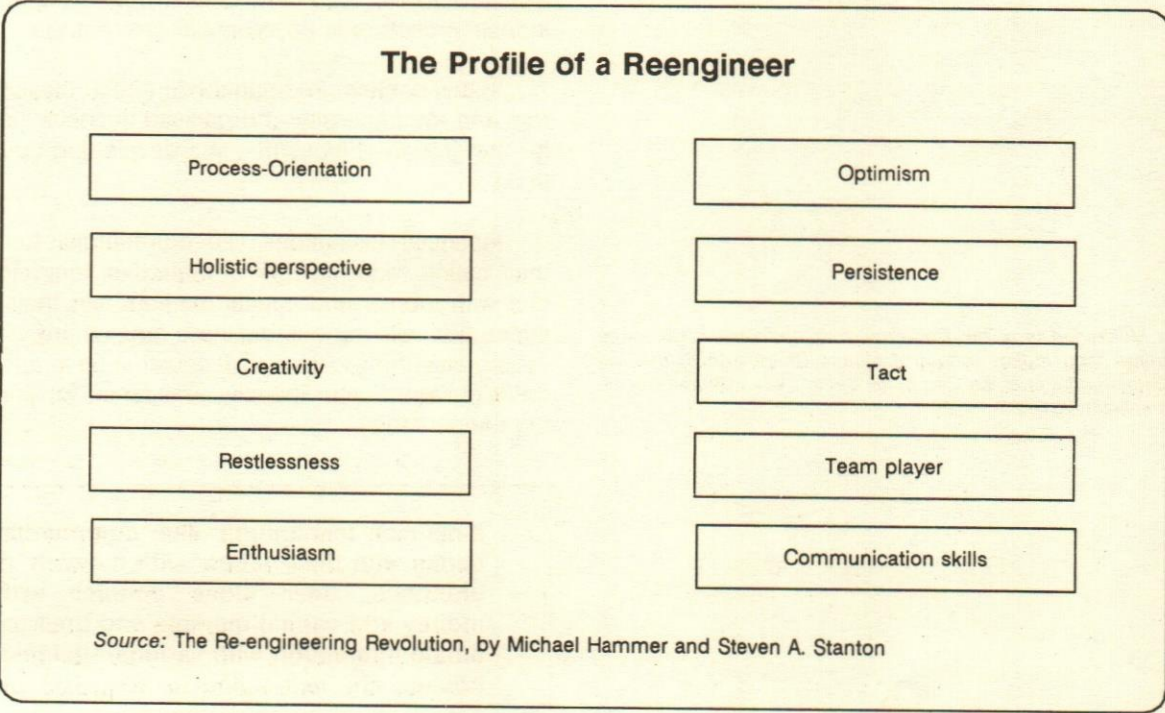 The Profile of a Reengineer
Process-Orientation
Holistic perspective
Creativity
Restlessness
Enthusiasm
Optimism
Persistence
Tact
Team player
Communication skills
Source: The Re-engineering Revolution, by Michael Hammer and Steven A. Stanton